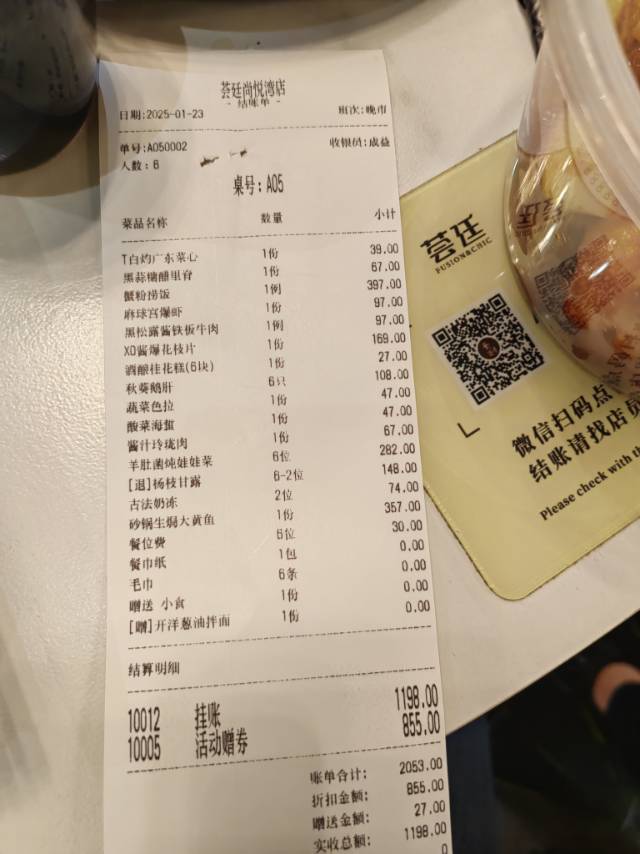 荟廷尚悦湾店
- 结账单 -
日期:2025-01-23 班次:晚市
单号:A050002 收银员:成益
人数:6
桌号:A05
菜品名称 数量 小计
T白灼广东菜心 1份 39.00
黑蒜糖醋里脊 1份 67.00
蟹粉捞饭 1例 397.00
麻球宫爆虾 1份 97.00
黑松露酱铁板牛肉 1例 97.00
XO酱爆花枝片 1份 169.00
酒酿桂花糕(6块) 1份 27.00
秋葵鹅肝 6只 108.00
蔬菜色拉 1份 47.00
酸菜海蜇 1份 47.00
酱汁玲珑肉 1份 67.00
羊肚菌炖娃娃菜 6位 282.00
[退]杨枝甘露 6-2位 148.00
古法奶冻 2位 74.00
砂锅生焗大黄鱼 1份 357.00
餐位费 6位 30.00
餐巾纸 1包 0.00
毛巾 6条 0.00
赠送 小食 1份 0.00
[赠]开洋葱油拌面 1份 0.00
结算明细
10012 挂账 1198.00
10005 活动赠券 855.00
账单合计: 2053.00
折扣金额: 855.00
赠送金额: 27.00
实收总额: 1198.00
0
荟廷
FUSION&CHIC
微信扫码点
结账请找店员
Please check with th
荟廷